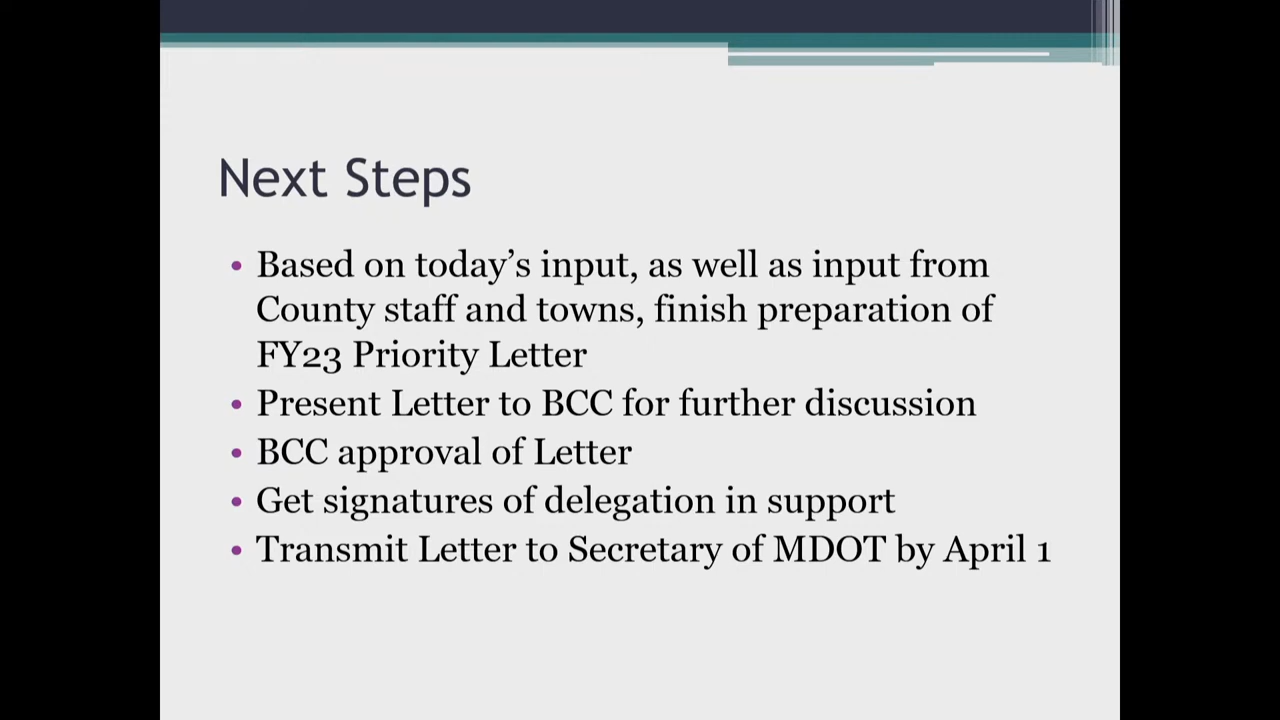 Next Steps
• Based on today’s input, as well as input from
County staff and towns, finish preparation of
FY23 Priority Letter
• Present Letter to BCC for further discussion
• BCC approval of Letter
• Get signatures of delegation in support
• Transmit Letter to Secretary of MDOT by April 1